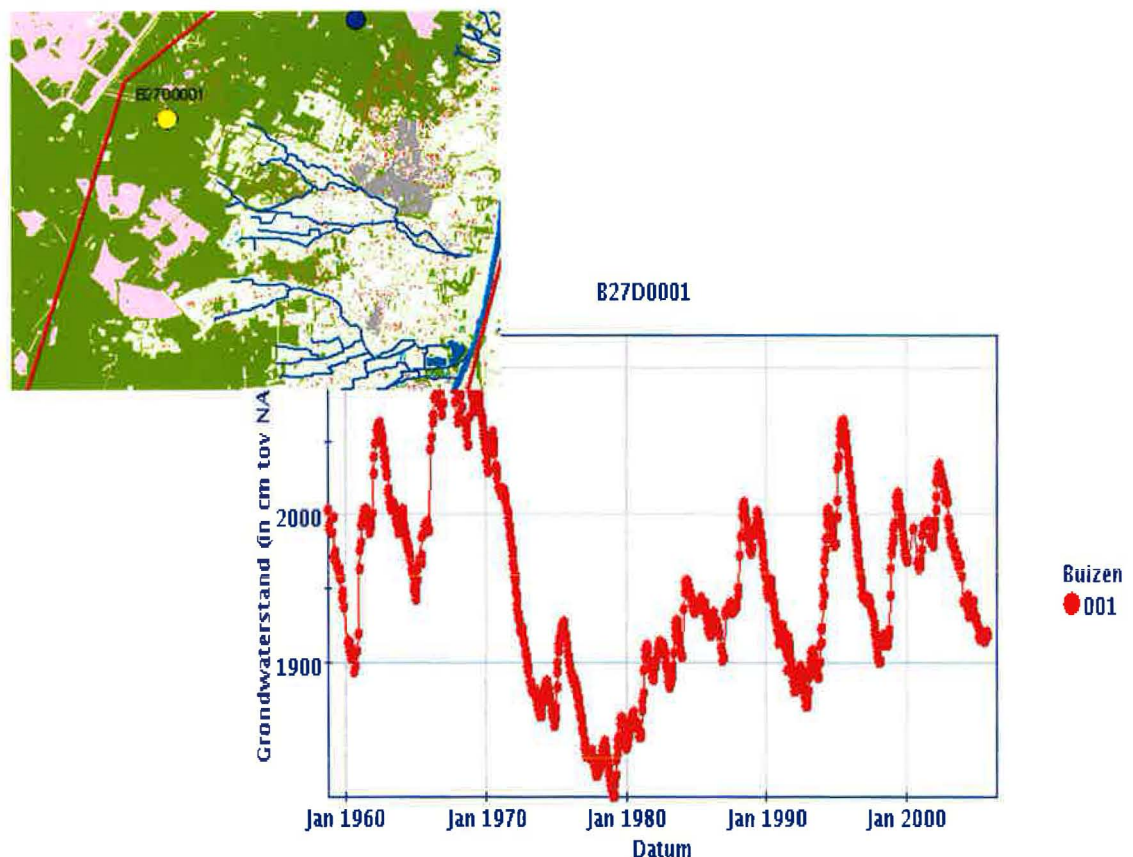 B27D0001
B27D0001
Grondwaterstand (in cm tov NA
2000
1900
Jan 1960
Jan 1970
Jan 1980
Jan 1990
Jan 2000
Datum
Buizen
001